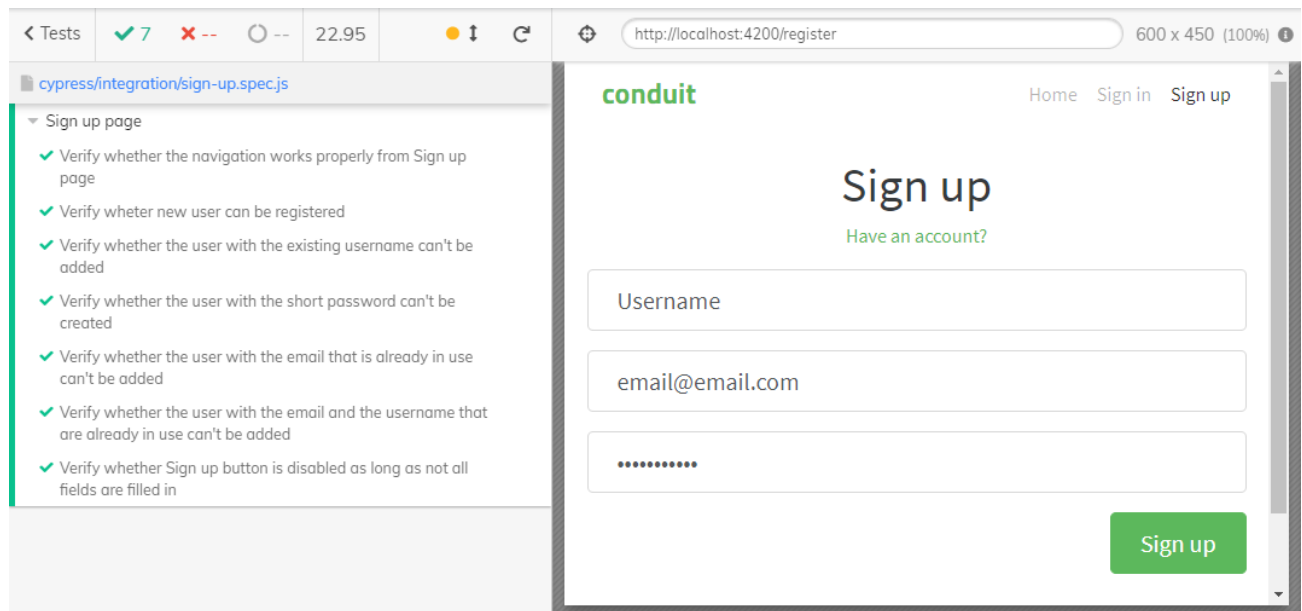 Tests 7 -- -- 22.95
http://localhost:4200/register 600 x 450 (100%)
cypress/integration/sign-up.spec.js
Sign up page
Verify whether the navigation works properly from Sign up
page
Verify wheter new user can be registered
Verify whether the user with the existing username can't be
added
Verify whether the user with the short password can't be
created
Verify whether the user with the email that is already in use
can't be added
Verify whether the user with the email and the username that
are already in use can't be added
Verify whether Sign up button is disabled as long as not all
fields are filled in
conduit
Home Sign in Sign up
Sign up
Have an account?
Username
email@email.com
•••••••••••
Sign up